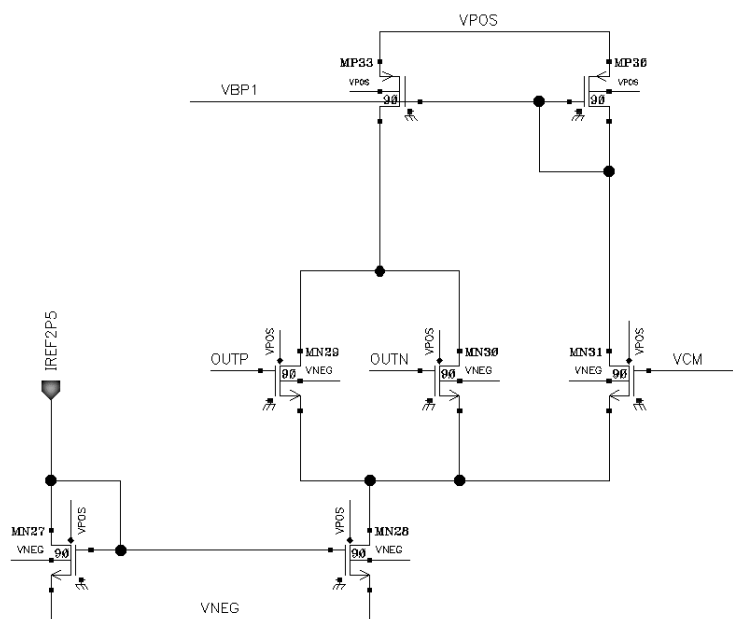 VPOS
MP33
MP36
VPOS
VPOS
VBP1
90
90
IREF2P5
VPOS
VPOS
OUTP
MN29
OUTN
MN30
MN31
VPOS
VCM
90
VNEG
90
VNEG
VNEG
90
MN27
VPOS
VPOS
MN28
VNEG
90
90
VNEG
VNEG